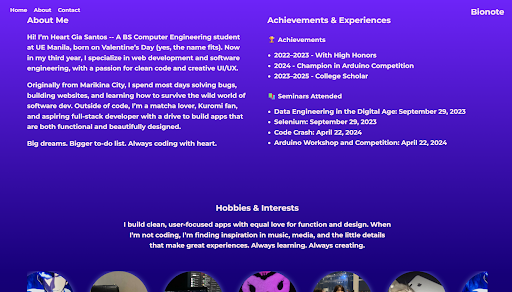 Home About Contact
Bionote
About Me
Hi! I'm Heart Gia Santos -- A BS Computer Engineering student
at UE Manila, born on Valentine's Day (yes, the name fits). Now
in my third year, I specialize in web development and software
engineering, with a passion for clean code and creative UI/UX.
Originally from Marikina City, I spend most days solving bugs,
building websites, and learning how to survive the wild world of
software dev. Outside of code, I'm a matcha lover, Kuromi fan,
and aspiring full-stack developer with a drive to build apps that
are both functional and beautifully designed.
Big dreams. Bigger to-do list. Always coding with heart.
Achievements & Experiences
🏆 Achievements
• 2022–2023 - With High Honors
• 2024 - Champion in Arduino Competition
• 2023–2025 - College Scholar
📚 Seminars Attended
• Data Engineering in the Digital Age: September 29, 2023
• Selenium: September 29, 2023
• Code Crash: April 22, 2024
• Arduino Workshop and Competition: April 22, 2024
Hobbies & Interests
I build clean, user-focused apps with equal love for function and design. When
I'm not coding, I'm finding inspiration in music, media, and the little details
that make great experiences. Always learning. Always creating.